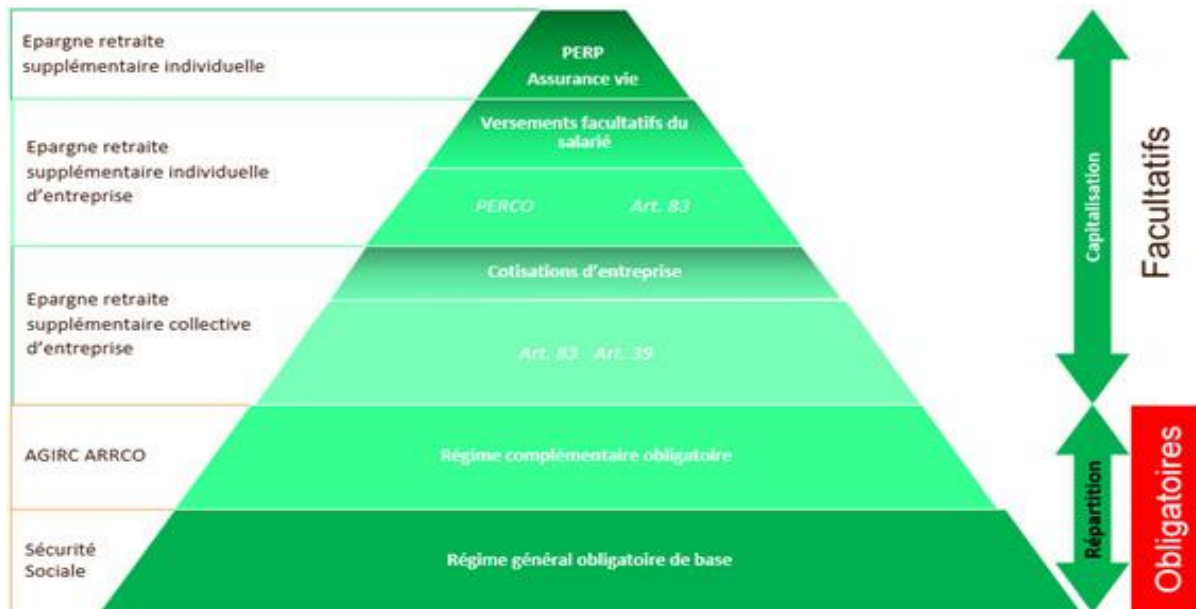 Epargne retraite
supplémentaire individuelle
PERP
Assurance vie
Epargne retraite
supplémentaire individuelle
d'entreprise
Versements facultatifs du
salarié
PERCO Art. 83
Epargne retraite
supplémentaire collective
d'entreprise
Cotisations d'entreprise
Art. 83 Art. 39
AGIRC ARRCO
Régime complémentaire obligatoire
Sécurité
Sociale
Régime général obligatoire de base
Capitalisation
Facultatifs
Répartition
Obligatoires